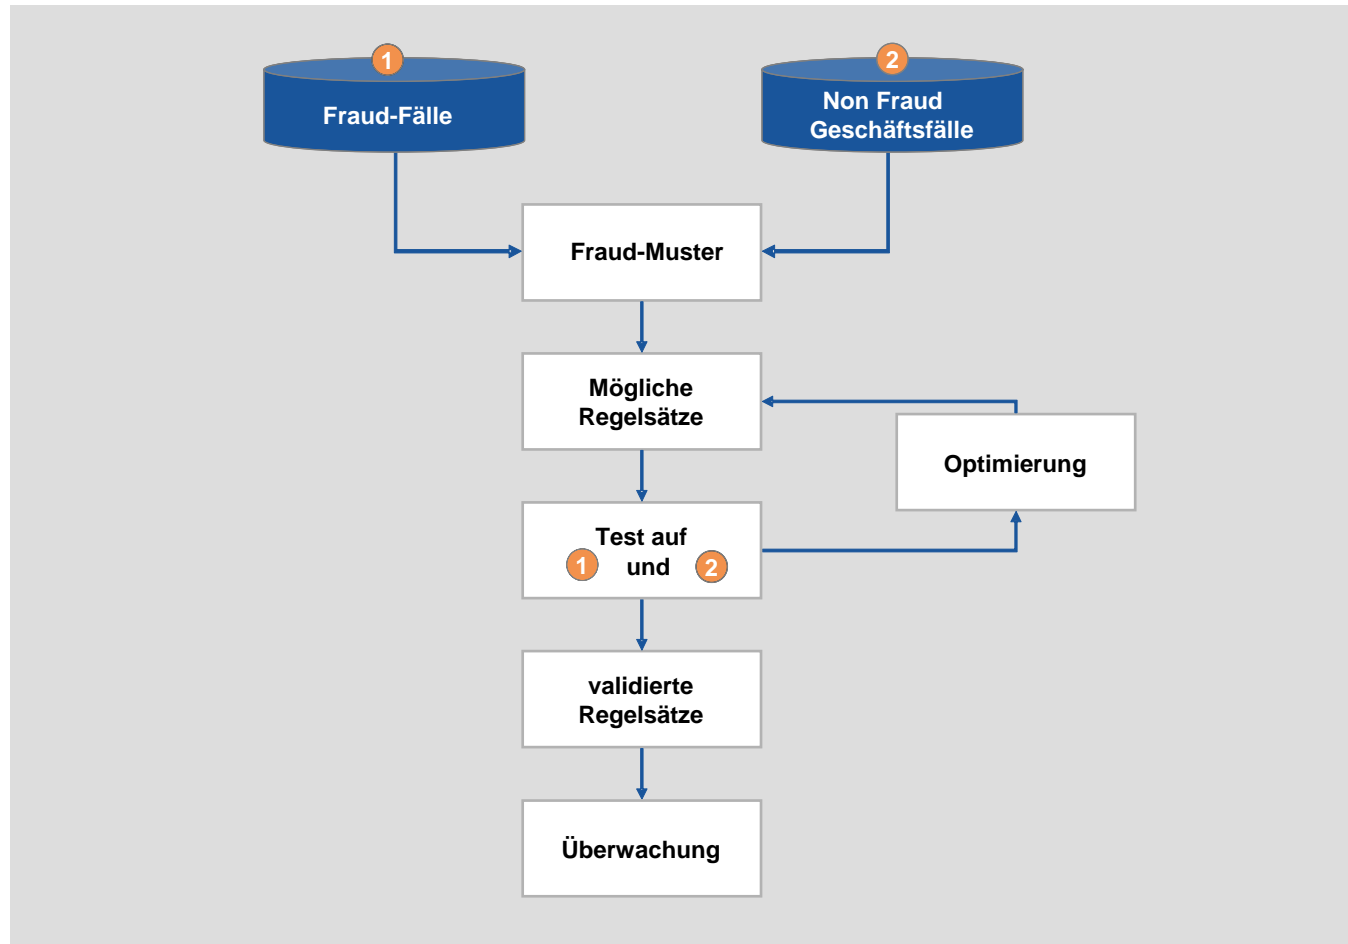 1
Fraud-Fälle
2
Non Fraud
Geschäftsfälle
Fraud-Muster
Mögliche
Regelsätze
Optimierung
Test auf
1 und 2
validierte
Regelsätze
Überwachung